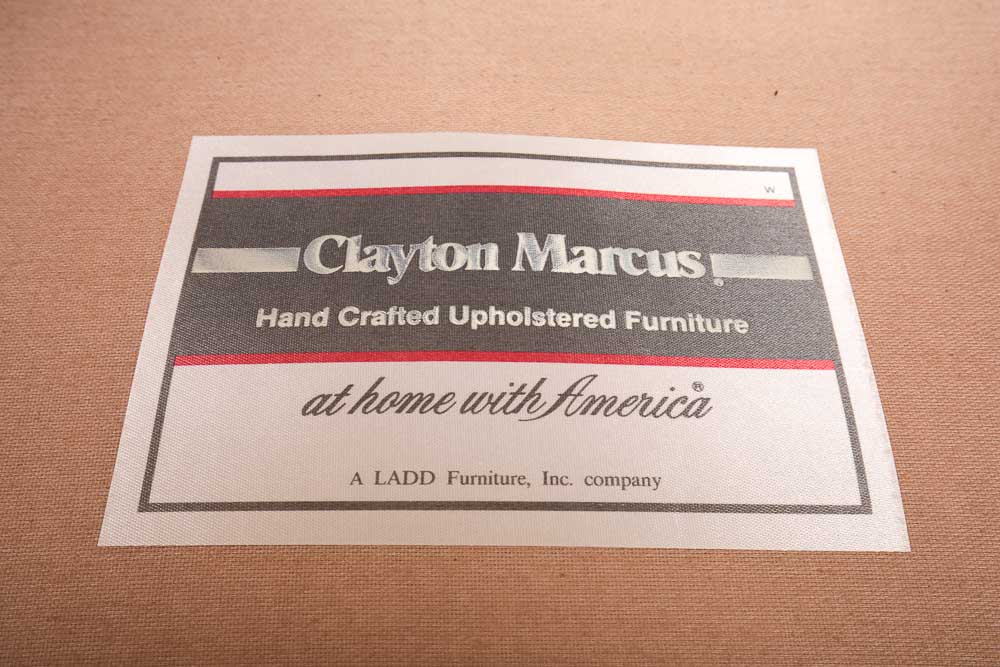 W
Clayton Marcus®
Hand Crafted Upholstered Furniture
at home with America®
A LADD Furniture, Inc. company